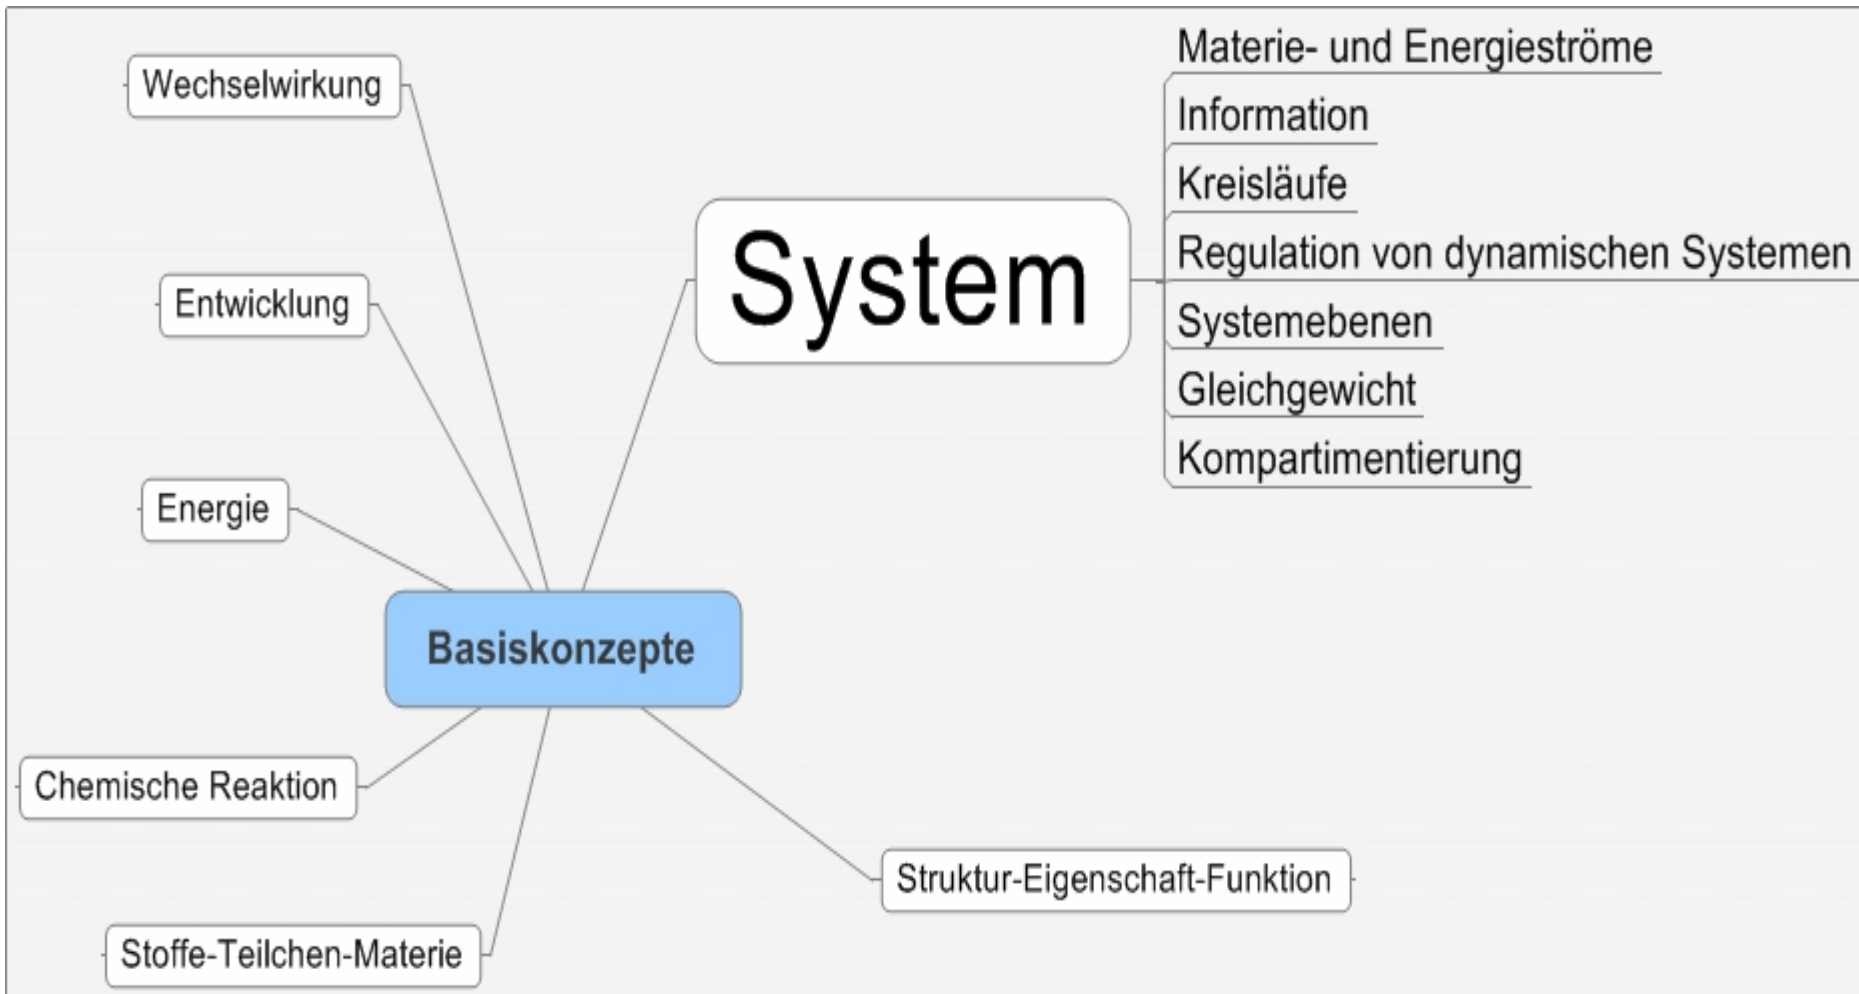 Wechselwirkung
Entwicklung
Energie
Basiskonzepte
Chemische Reaktion
Stoffe-Teilchen-Materie
System
Materie- und Energieströme
Information
Kreisläufe
Regulation von dynamischen Systemen
Systemebenen
Gleichgewicht
Kompartimentierung
Struktur-Eigenschaft-Funktion